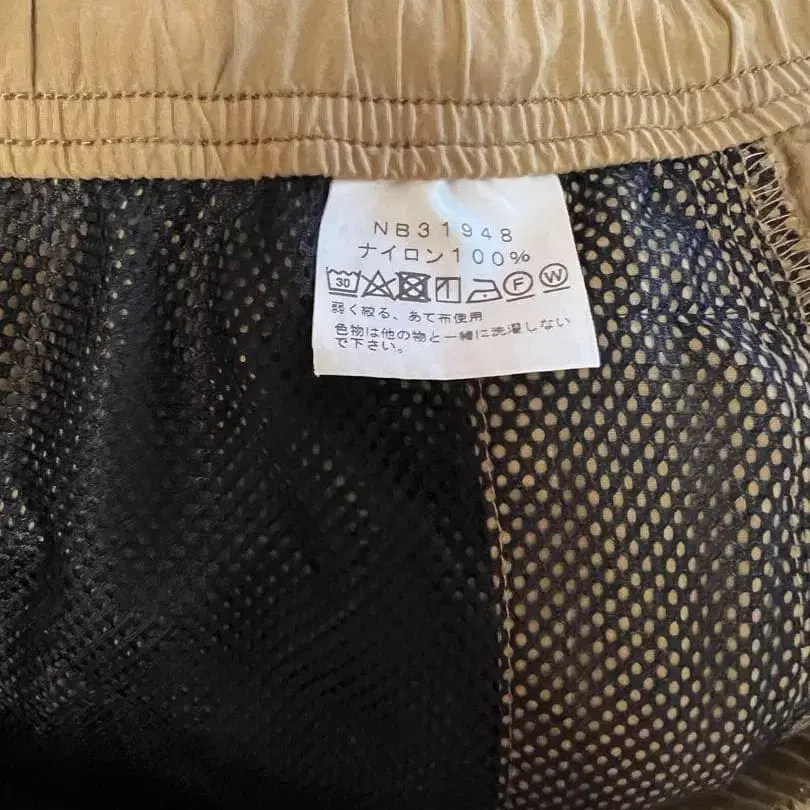 NB31948
ナイロン100%
30 F W
弱く絞る、あて布使用
色物は他の物と一緒に洗濯しない
で下さい。